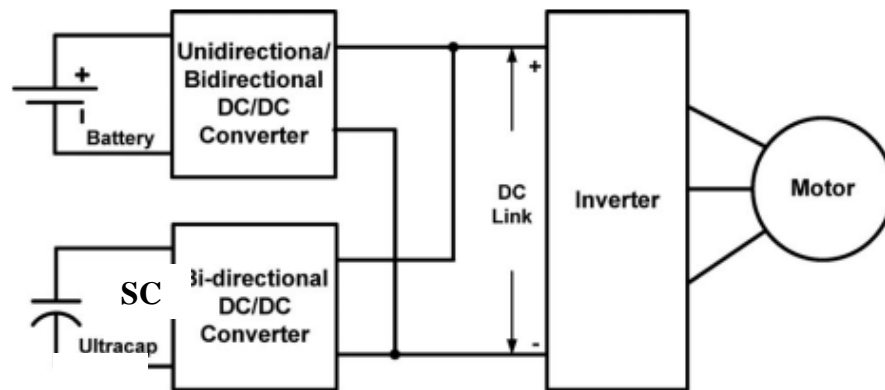 Unidirectiona/
Bidirectional
DC/DC
Converter
+
Battery
SC
Bi-directional
DC/DC
Converter
Ultracap
+
DC
Link
-
Inverter
Motor